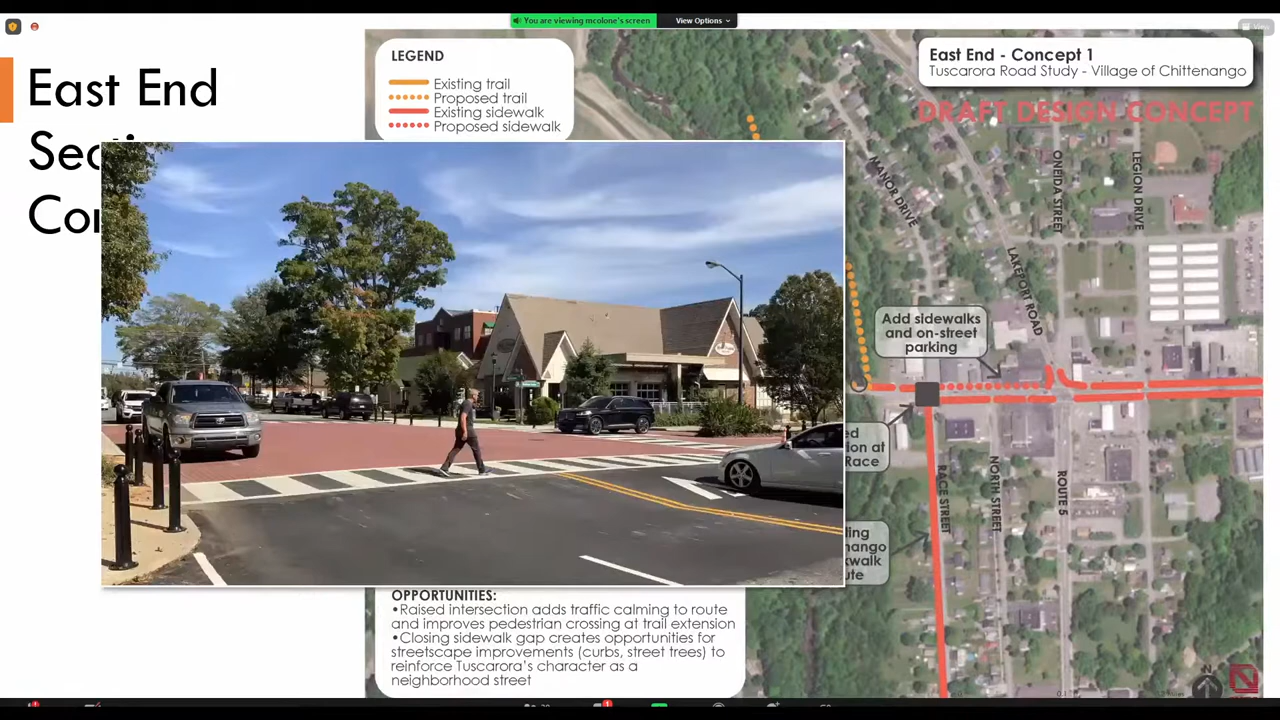 You are viewing mcolone's screen
View Options
View
East End
LEGEND
Existing trail
Proposed trail
Existing sidewalk
Proposed sidewalk
East End - Concept 1
Tuscarora Road Study - Village of Chittenango
DRAFT DESIGN CONCEPT
MANOR DRIVE
ONEIDA STREET
LEGION DRIVE
LAKEPORT ROAD
Add sidewalks
and on-street
parking
Race
RACE STREET
NORTH STREET
ROUTE 5
OPPORTUNITIES:
•Raised intersection adds traffic calming to route
and improves pedestrian crossing at trail extension
•Closing sidewalk gap creates opportunities for
streetscape improvements (curbs, street trees) to
reinforce Tuscarora's character as a
neighborhood street
N